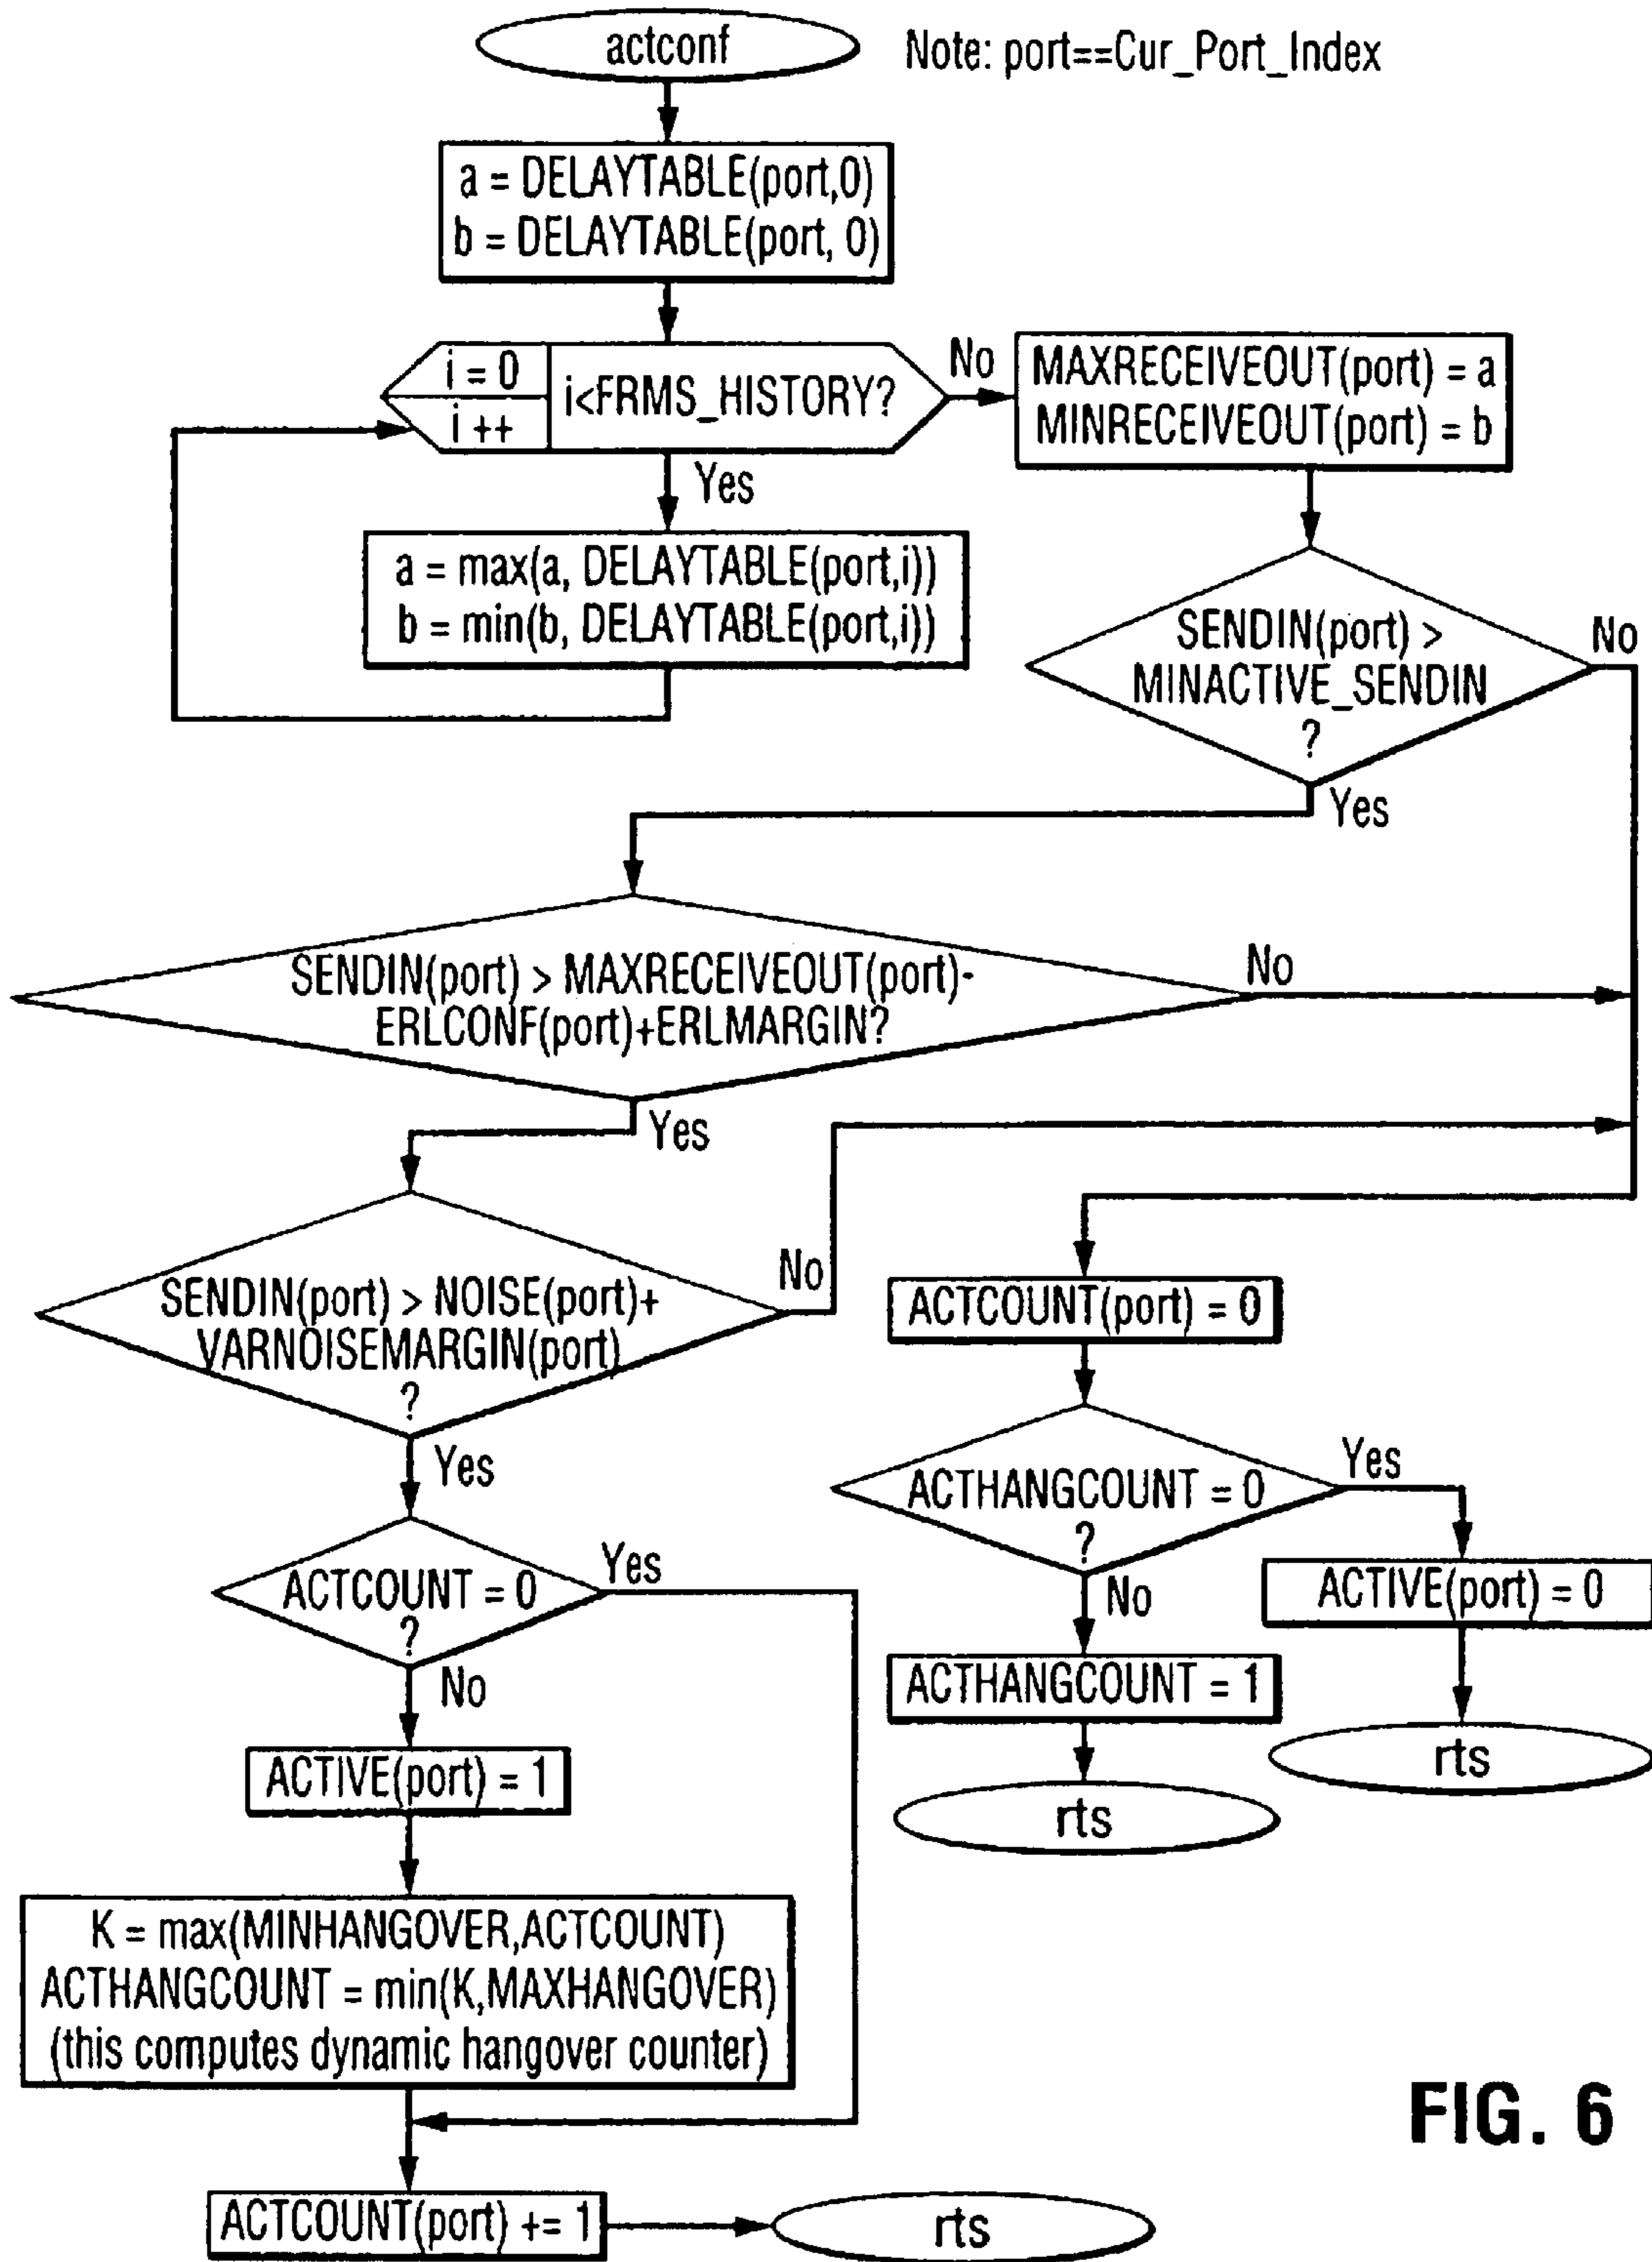 actconf
Note: port==Cur_Port_Index
a = DELAYTABLE(port,0)
b = DELAYTABLE(port, 0)
i = 0
i ++
i<FRMS_HISTORY?
No
MAXRECEIVEOUT(port) = a
MINRECEIVEOUT(port) = b
Yes
a = max(a, DELAYTABLE(port,i))
b = min(b, DELAYTABLE(port,i))
SENDIN(port) >
MINACTIVE_SENDIN
?
No
Yes
SENDIN(port) > MAXRECEIVEOUT(port)-
ERLCONF(port)+ERLMARGIN?
No
Yes
SENDIN(port) > NOISE(port)+
VARNOISEMARGIN(port)
?
No
Yes
ACTCOUNT(port) = 0
ACTHANGCOUNT = 0
?
Yes
No
ACTIVE(port) = 0
rts
ACTHANGCOUNT = 1
rts
ACTCOUNT = 0
?
Yes
No
ACTIVE(port) = 1
K = max(MINHANGOVER,ACTCOUNT)
ACTHANGCOUNT = min(K,MAXHANGOVER)
(this computes dynamic hangover counter)
ACTCOUNT(port) += 1
rts
FIG. 6